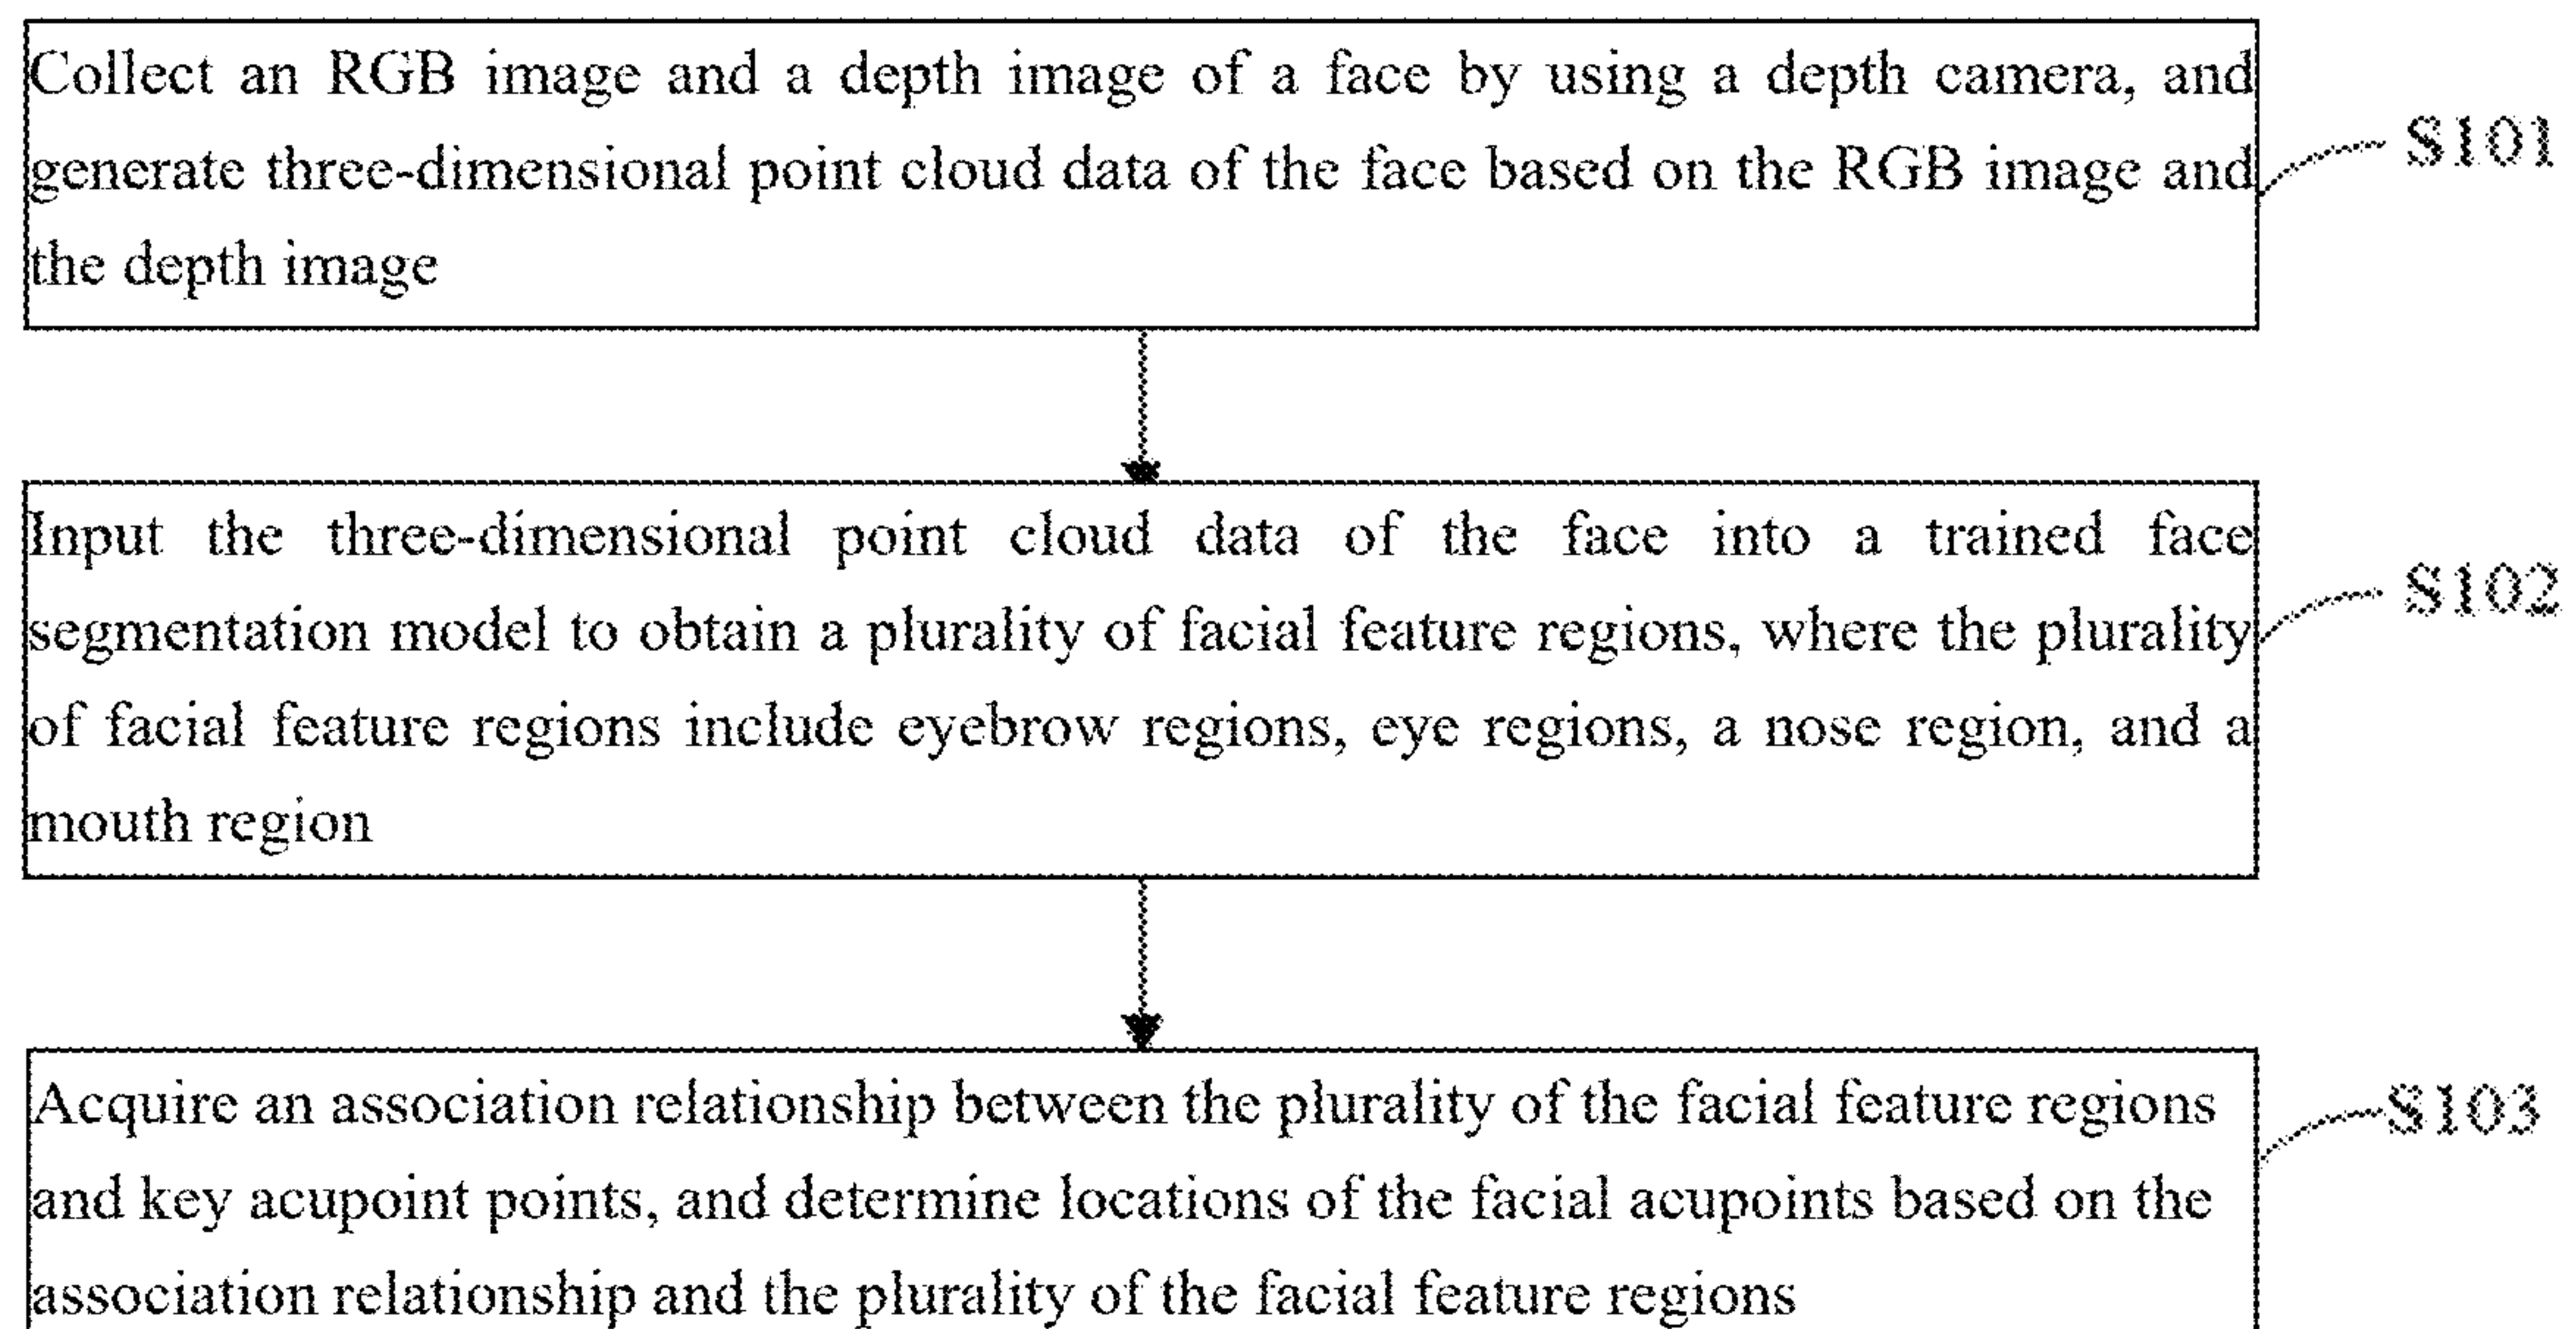 Collect an RGB image and a depth image of a face by using a depth camera, and
generate three-dimensional point cloud data of the face based on the RGB image and
the depth image
S101
Input the three-dimensional point cloud data of the face into a trained face
segmentation model to obtain a plurality of facial feature regions, where the plurality
of facial feature regions include eyebrow regions, eye regions, a nose region, and a
mouth region
S102
Acquire an association relationship between the plurality of the facial feature regions
and key acupoint points, and determine locations of the facial acupoints based on the
association relationship and the plurality of the facial feature regions
S103